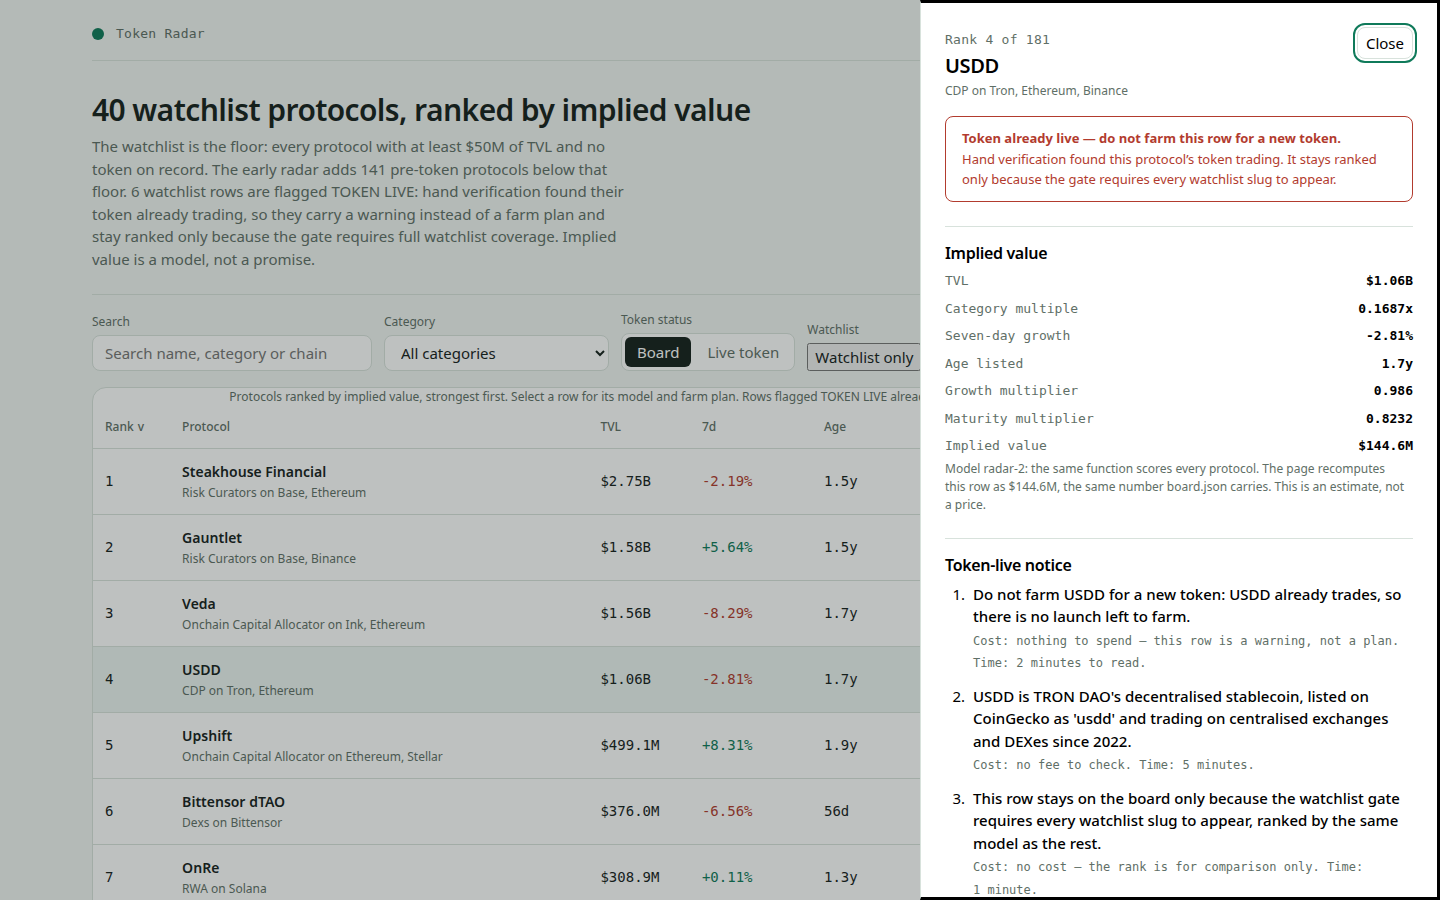 Token Radar
40 watchlist protocols, ranked by implied value
The watchlist is the floor: every protocol with at least $50M of TVL and no
token on record. The early radar adds 141 pre-token protocols below that
floor. 6 watchlist rows are flagged TOKEN LIVE: hand verification found their
token already trading, so they carry a warning instead of a farm plan and
stay ranked only because the gate requires full watchlist coverage. Implied
value is a model, not a promise.
Search
Category
Token status
Watchlist
Search name, category or chain
All categories
Board
Live token
Watchlist only
Protocols ranked by implied value, strongest first. Select a row for its model and farm plan. Rows flagged TOKEN LIVE
Rank v Protocol TVL 7d Age
1 Steakhouse Financial $2.75B -2.19% 1.5y
Risk Curators on Base, Ethereum
2 Gauntlet $1.58B +5.64% 1.5y
Risk Curators on Base, Binance
3 Veda $1.56B -8.29% 1.7y
Onchain Capital Allocator on Ink, Ethereum
4 USDD $1.06B -2.81% 1.7y
CDP on Tron, Ethereum
5 Upshift $499.1M +8.31% 1.9y
Onchain Capital Allocator on Ethereum, Stellar
6 Bittensor dTAO $376.0M -6.56% 56d
Dexs on Bittensor
7 OnRe $308.9M +0.11% 1.3y
RWA on Solana
Rank 4 of 181
Close
USDD
CDP on Tron, Ethereum, Binance
Token already live — do not farm this row for a new token.
Hand verification found this protocol's token trading. It stays ranked
only because the gate requires every watchlist slug to appear.
Implied value
TVL $1.06B
Category multiple 0.1687x
Seven-day growth -2.81%
Age listed 1.7y
Growth multiplier 0.986
Maturity multiplier 0.8232
Implied value $144.6M
Model radar-2: the same function scores every protocol. The page recomputes
this row as $144.6M, the same number board.json carries. This is an estimate, not
a price.
Token-live notice
1. Do not farm USDD for a new token: USDD already trades, so
there is no launch left to farm.
Cost: nothing to spend — this row is a warning, not a plan.
Time: 2 minutes to read.
2. USDD is TRON DAO's decentralised stablecoin, listed on
CoinGecko as 'usdd' and trading on centralised exchanges
and DEXes since 2022.
Cost: no fee to check. Time: 5 minutes.
3. This row stays on the board only because the watchlist gate
requires every watchlist slug to appear, ranked by the same
model as the rest.
Cost: no cost — the rank is for comparison only. Time:
1 minute.